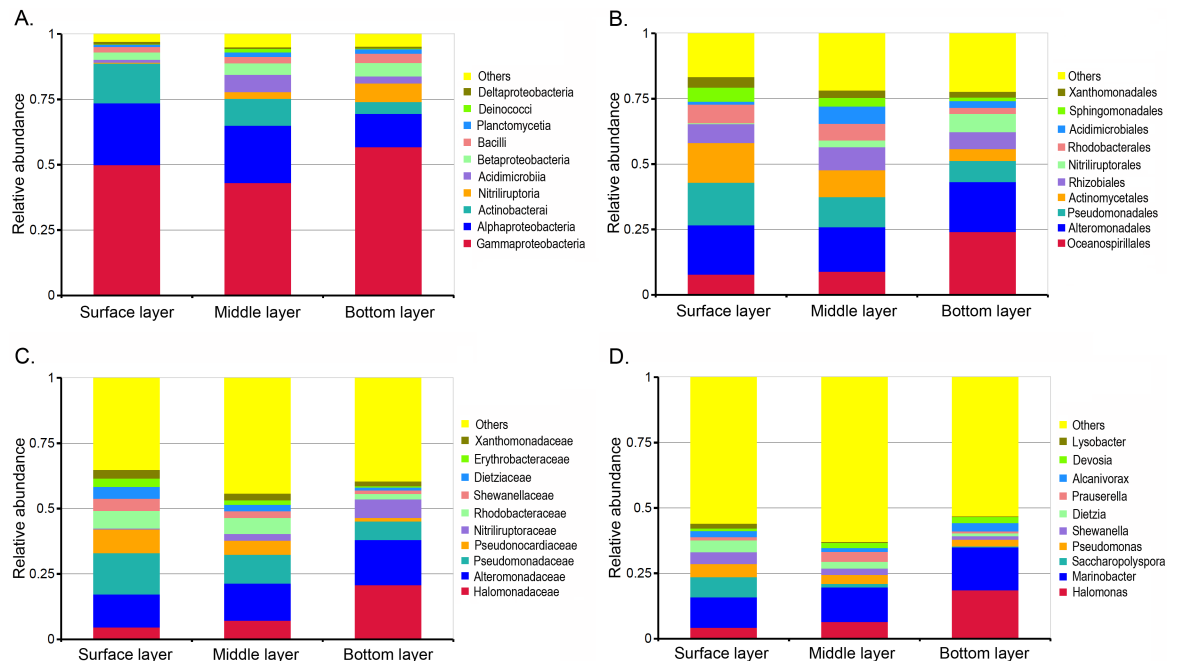 A.
Relative abundance
1
0.75
0.5
0.25
0
Surface layer
Middle layer
Bottom layer
Others
Deltaproteobacteria
Deinococci
Planctomycetia
Bacilli
Betaproteobacteria
Acidimicrobiia
Nitriliruptoria
Actinobacterai
Alphaproteobacteria
Gammaproteobacteria
B.
Relative abundance
1
0.75
0.5
0.25
0
Surface layer
Middle layer
Bottom layer
Others
Xanthomonadales
Sphingomonadales
Acidimicrobiales
Rhodobacterales
Nitriliruptorales
Rhizobiales
Actinomycetales
Pseudomonadales
Alteromonadales
Oceanospirillales
C.
Relative abundance
1
0.75
0.5
0.25
0
Surface layer
Middle layer
Bottom layer
Others
Xanthomonadaceae
Erythrobacteraceae
Dietziaceae
Shewanellaceae
Rhodobacteraceae
Nitriliruptoraceae
Pseudonocardiaceae
Pseudomonadaceae
Alteromonadaceae
Halomonadaceae
D.
Relative abundance
1
0.75
0.5
0.25
0
Surface layer
Middle layer
Bottom layer
Others
Lysobacter
Devosia
Alcanivorax
Prauserella
Dietzia
Shewanella
Pseudomonas
Saccharopolyspora
Marinobacter
Halomonas